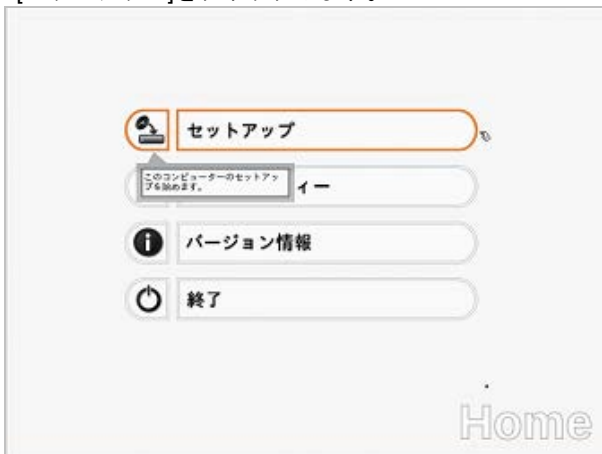 セットアップ
このコンピューターのセットアッ
プを始めます。
ィー
バージョン情報
終了
Home